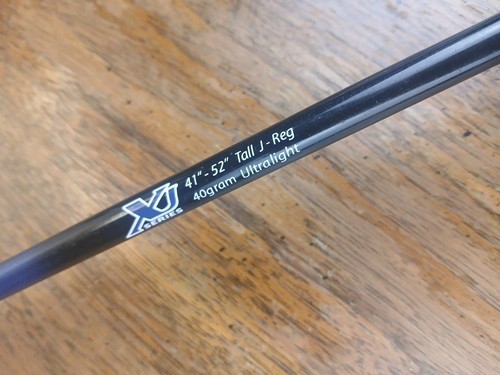 XJ
SERIES
41" - 52" Tall J - Reg
40gram Ultralight